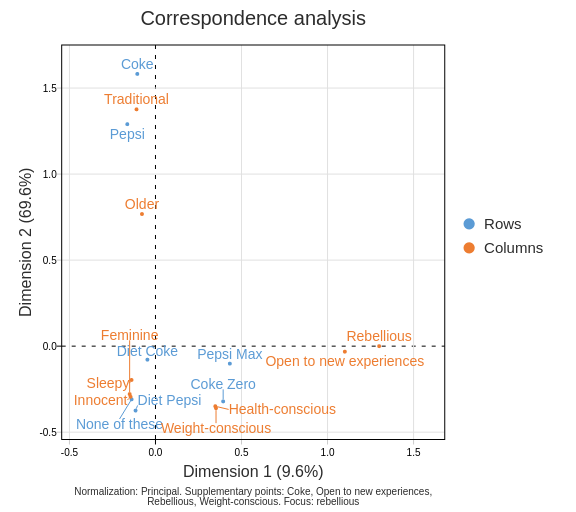 Correspondence analysis
Coke
Traditional
Pepsi
Older
Feminine
Diet Coke
Pepsi Max
Rebellious
Open to new experiences
Sleepy
Coke Zero
Innocent
Diet Pepsi
Health-conscious
None of these
Weight-conscious
1.5
1.0
0.5
0.0
-0.5
-0.5
0.0
0.5
1.0
1.5
Dimension 2 (69.6%)
Dimension 1 (9.6%)
Rows
Columns
Normalization: Principal. Supplementary points: Coke, Open to new experiences,
Rebellious, Weight-conscious. Focus: rebellious